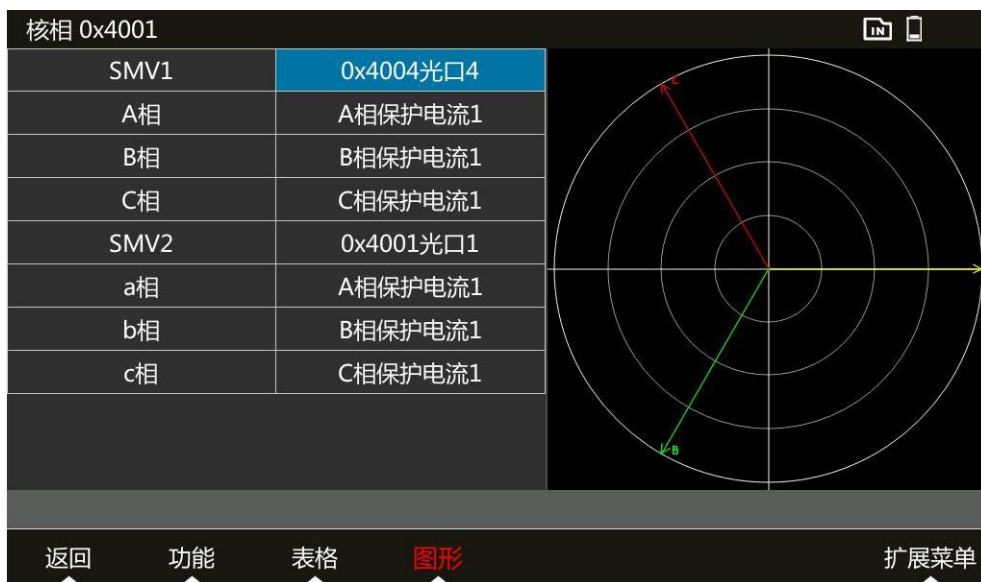 核相 0x4001
IN
SMV1 0x4004光口4
A相 A相保护电流1
B相 B相保护电流1
C相 C相保护电流1
SMV2 0x4001光口1
a相 A相保护电流1
b相 B相保护电流1
c相 C相保护电流1
C
B
返回 功能 表格 图形 扩展菜单